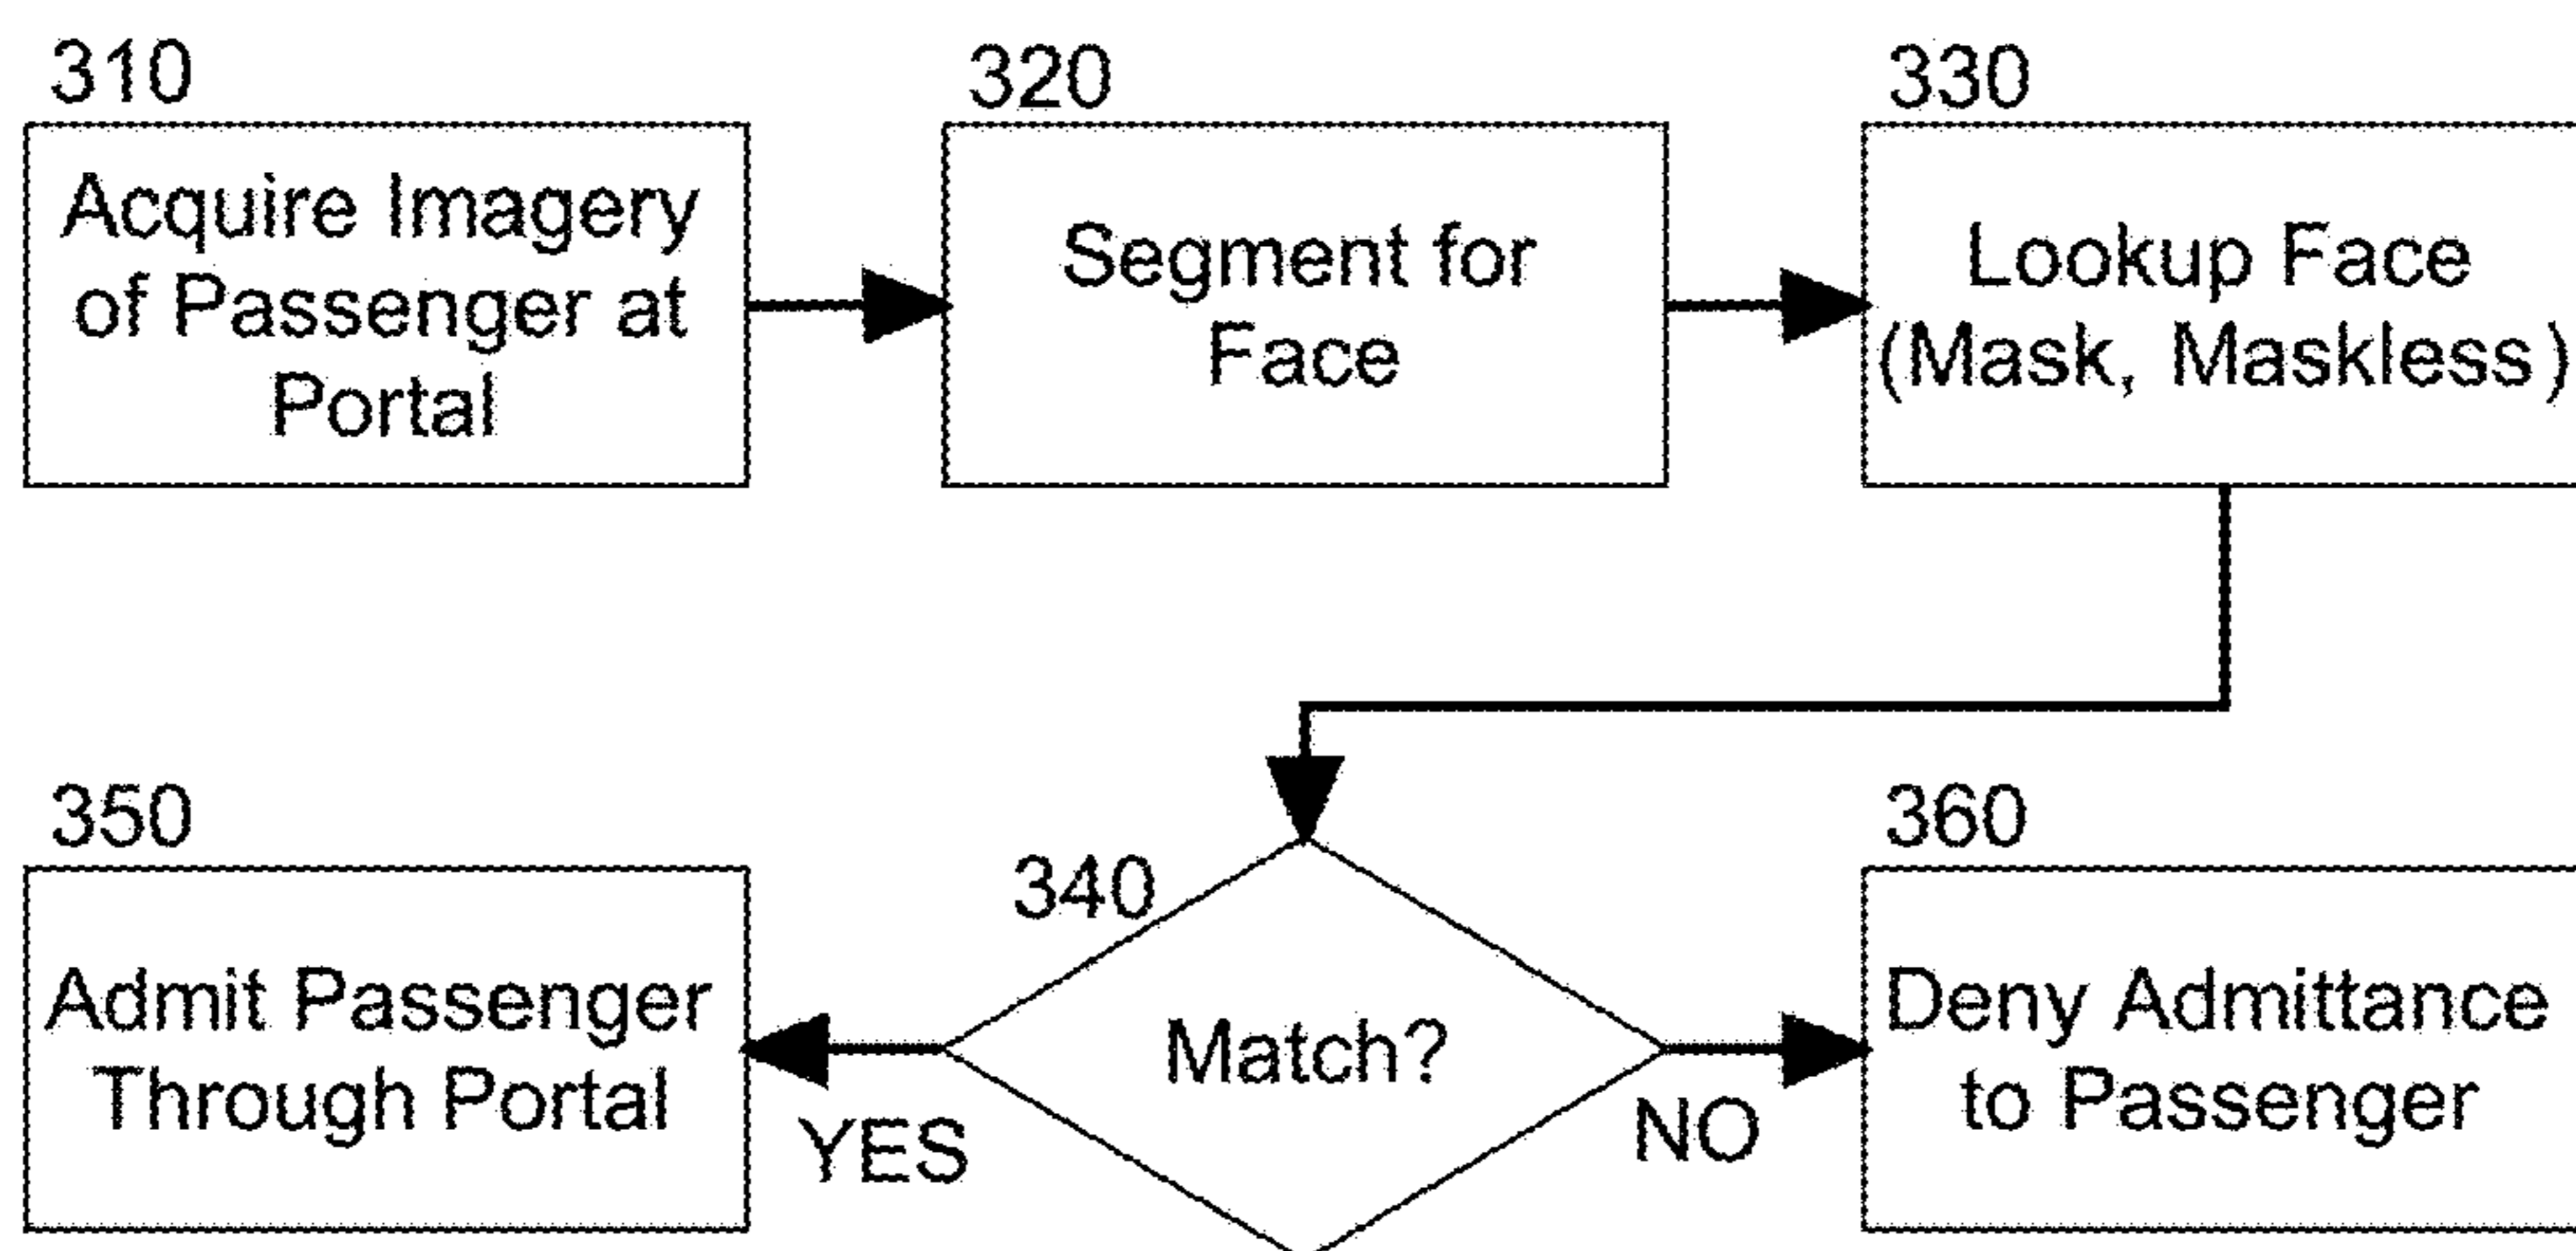 310
Acquire Imagery
of Passenger at
Portal
320
Segment for
Face
330
Lookup Face
(Mask, Maskless)
340
Match?
YES
NO
350
Admit Passenger
Through Portal
360
Deny Admittance
to Passenger